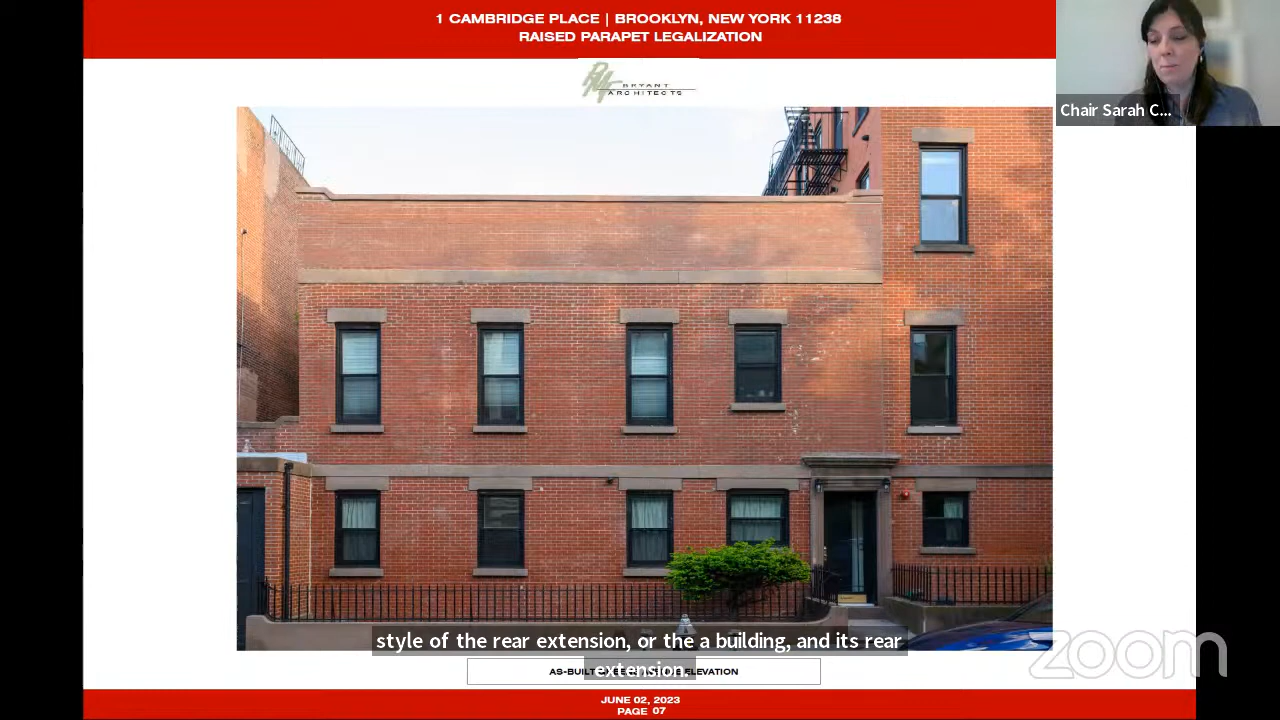 1 CAMBRIDGE PLACE | BROOKLYN, NEW YORK 11238
RAISED PARAPET LEGALIZATION
BRYANT
ARCHITECTS
Chair Sarah C...
style of the rear extension, or the a building, and its rear
extension.
AS-BUILT
ELEVATION
zoom
JUNE 02, 2023
PAGE 07